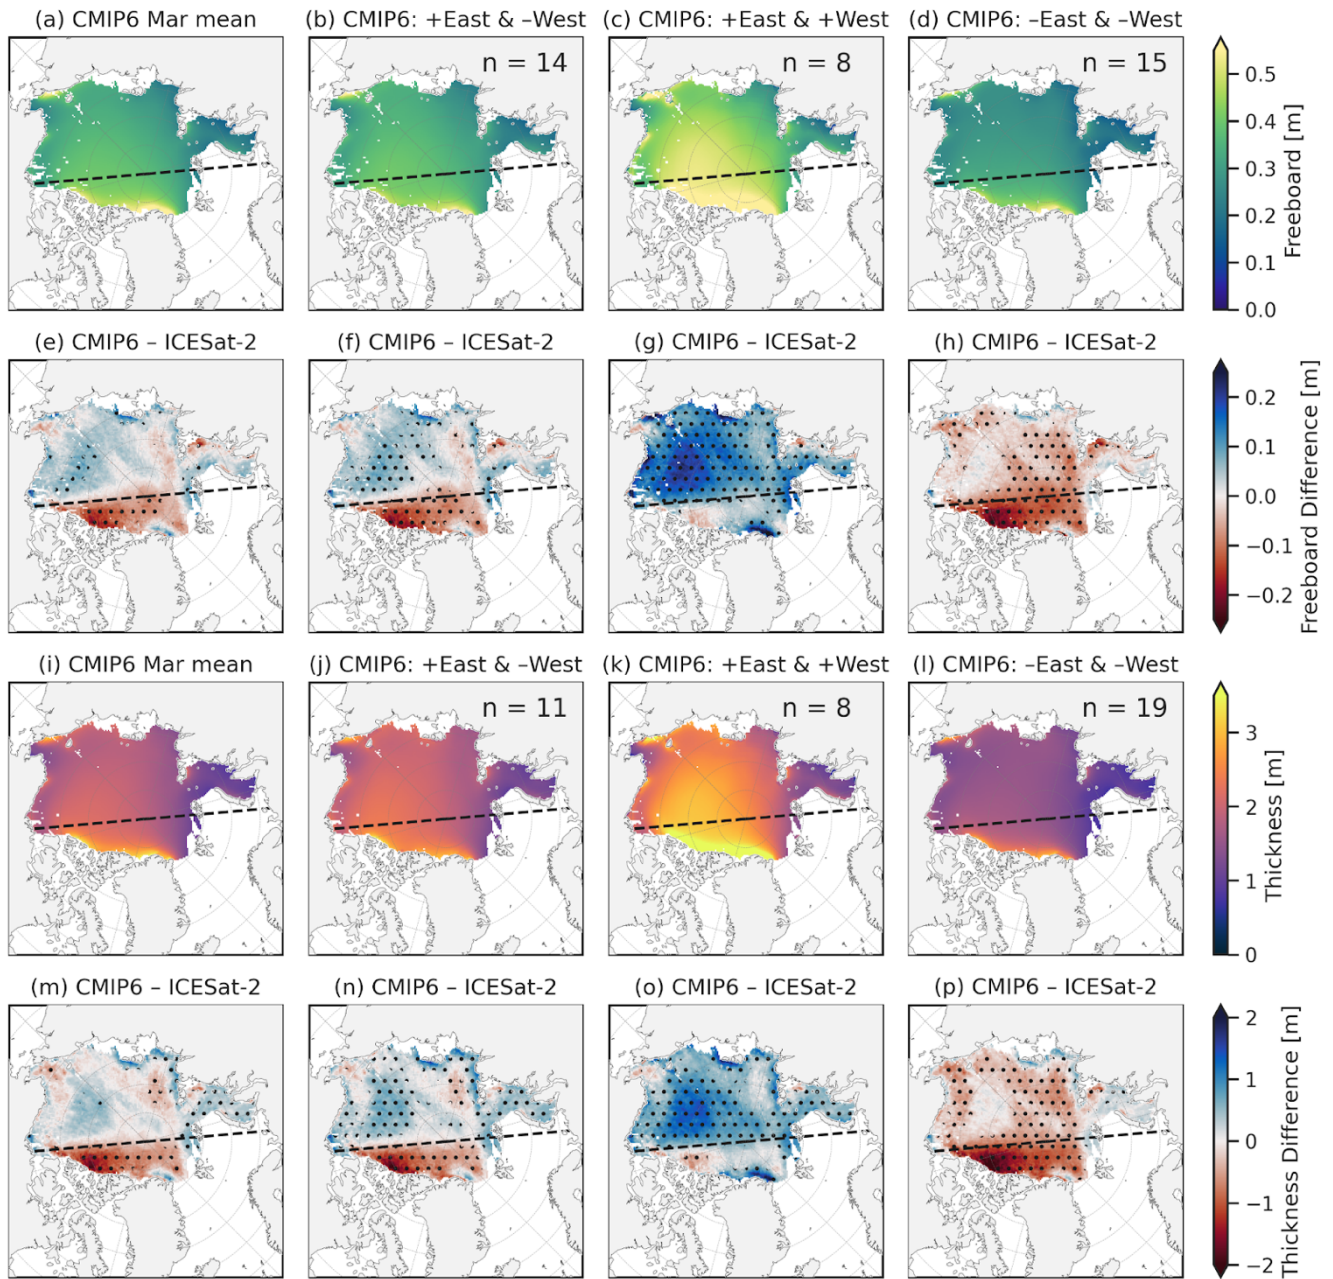 (a) CMIP6 Mar mean
(b) CMIP6: +East & –West
(c) CMIP6: +East & +West
(d) CMIP6: –East & –West
n = 14
n = 8
n = 15
0.5
0.4
0.3
0.2
0.1
0.0
Freeboard [m]
(e) CMIP6 – ICESat-2
(f) CMIP6 – ICESat-2
(g) CMIP6 – ICESat-2
(h) CMIP6 – ICESat-2
0.2
0.1
0.0
−0.1
−0.2
Freeboard Difference [m]
(i) CMIP6 Mar mean
(j) CMIP6: +East & –West
(k) CMIP6: +East & +West
(l) CMIP6: –East & –West
n = 11
n = 8
n = 19
3
2
1
0
Thickness [m]
(m) CMIP6 – ICESat-2
(n) CMIP6 – ICESat-2
(o) CMIP6 – ICESat-2
(p) CMIP6 – ICESat-2
2
1
0
−1
−2
Thickness Difference [m]